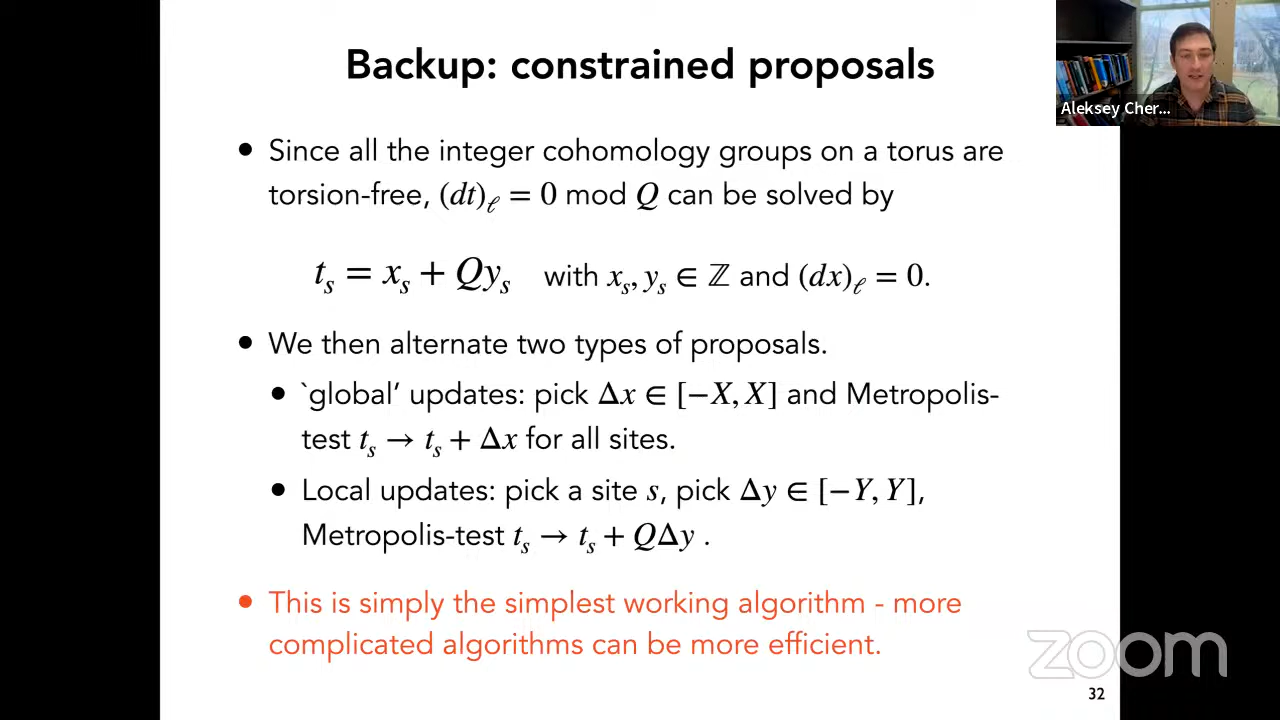 Backup: constrained proposals
Aleksey Cher...
• Since all the integer cohomology groups on a torus are
torsion-free, (dt)_ℓ = 0 mod Q can be solved by
t_s = x_s + Qy_s with x_s, y_s ∈ ℤ and (dx)_ℓ = 0.
• We then alternate two types of proposals.
• `global’ updates: pick Δx ∈ [−X, X] and Metropolis-
test t_s → t_s + Δx for all sites.
• Local updates: pick a site s, pick Δy ∈ [−Y, Y],
Metropolis-test t_s → t_s + QΔy .
• This is simply the simplest working algorithm - more
complicated algorithms can be more efficient.
zoom
32